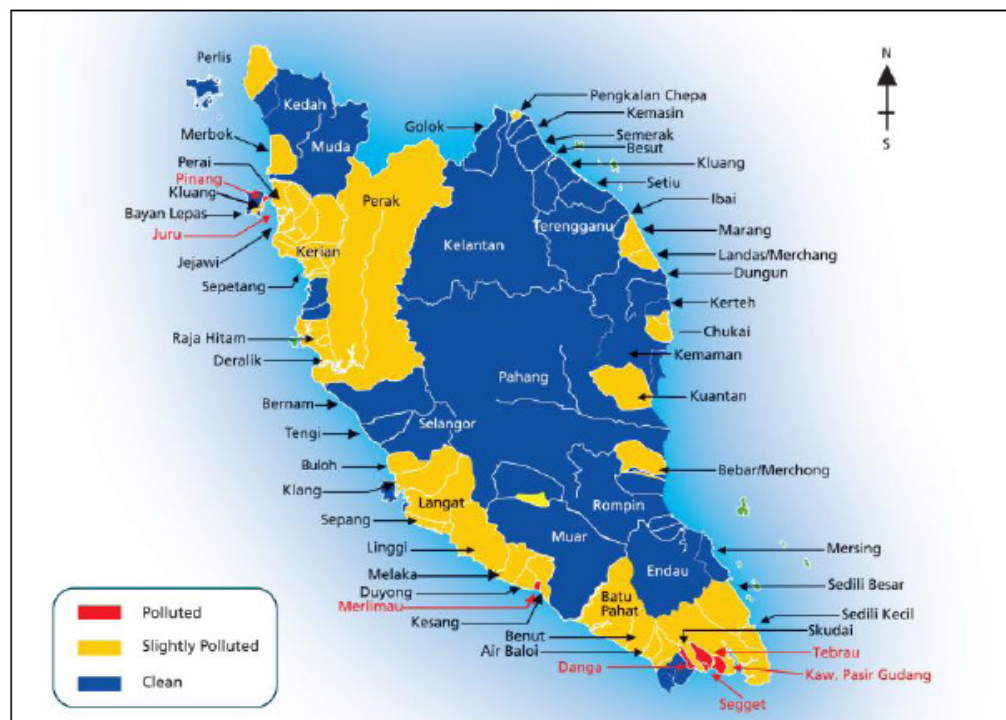 Perlis
Kedah
Muda
Merbok
Perai
Pinang
Kluang
Bayan Lepas
Juru
Jejawi
Sepetang
Kerian
Perak
Raja Hitam
Deralik
Bernam
Tengi
Selangor
Buloh
Klang
Langat
Sepang
Linggi
Melaka
Duyong
Merlimau
Kesang
Benut
Air Baloi
Danga
Batu
Pahat
Muar
Endau
Rompin
Pahang
Kelantan
Terengganu
Golok
Pengkalan Chepa
Kemasin
Semerak
Besut
Kluang
Setiu
Ibai
Marang
Landas/Merchang
Dungun
Kerteh
Chukai
Kemaman
Kuantan
Bebar/Merchong
Mersing
Sedili Besar
Sedili Kecil
Skudai
Tebrau
Kaw. Pasir Gudang
Segget
N
S
Polluted
Slightly Polluted
Clean